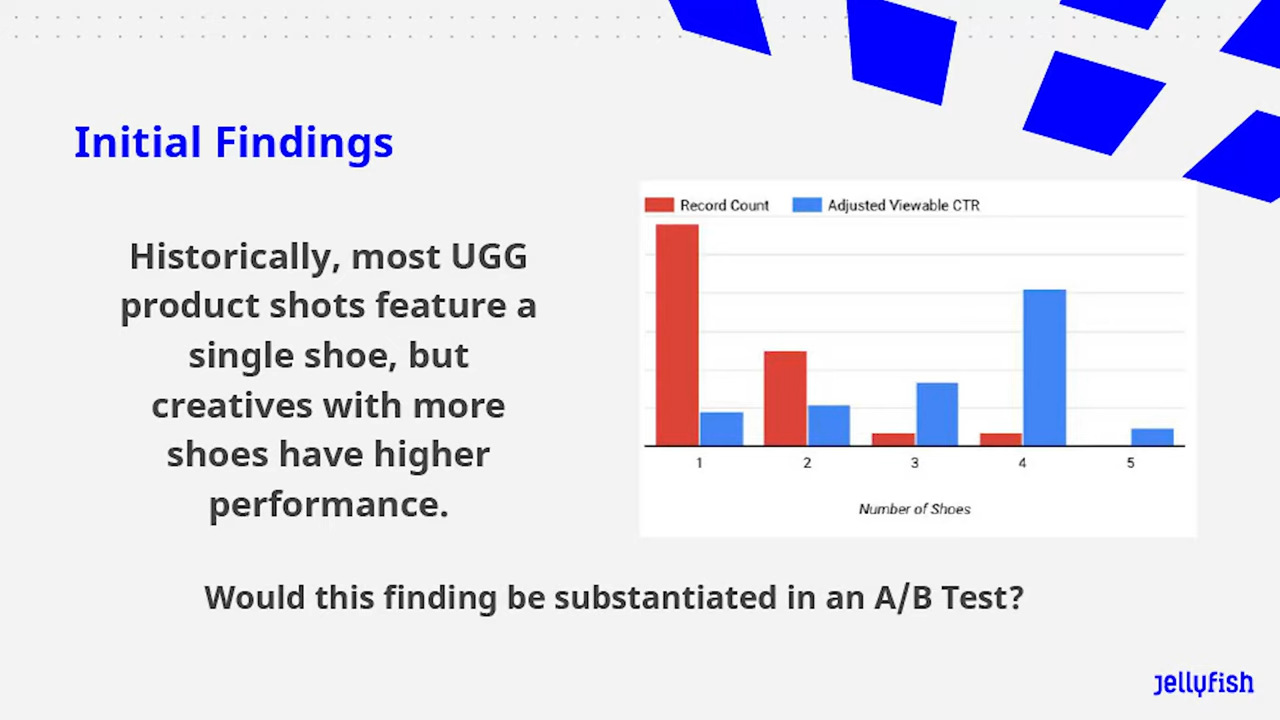 Initial Findings
Historically, most UGG
product shots feature a
single shoe, but
creatives with more
shoes have higher
performance.
Record Count Adjusted Viewable CTR
1 2 3 4 5
Number of Shoes
Would this finding be substantiated in an A/B Test?
jellyfish